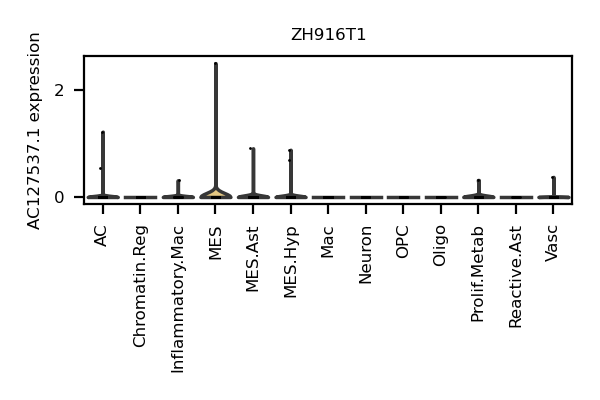 ZH916T1
AC127537.1 expression
2
0
AC
Chromatin.Reg
Inflammatory.Mac
MES
MES.Ast
MES.Hyp
Mac
Neuron
OPC
Oligo
Prolif.Metab
Reactive.Ast
Vasc